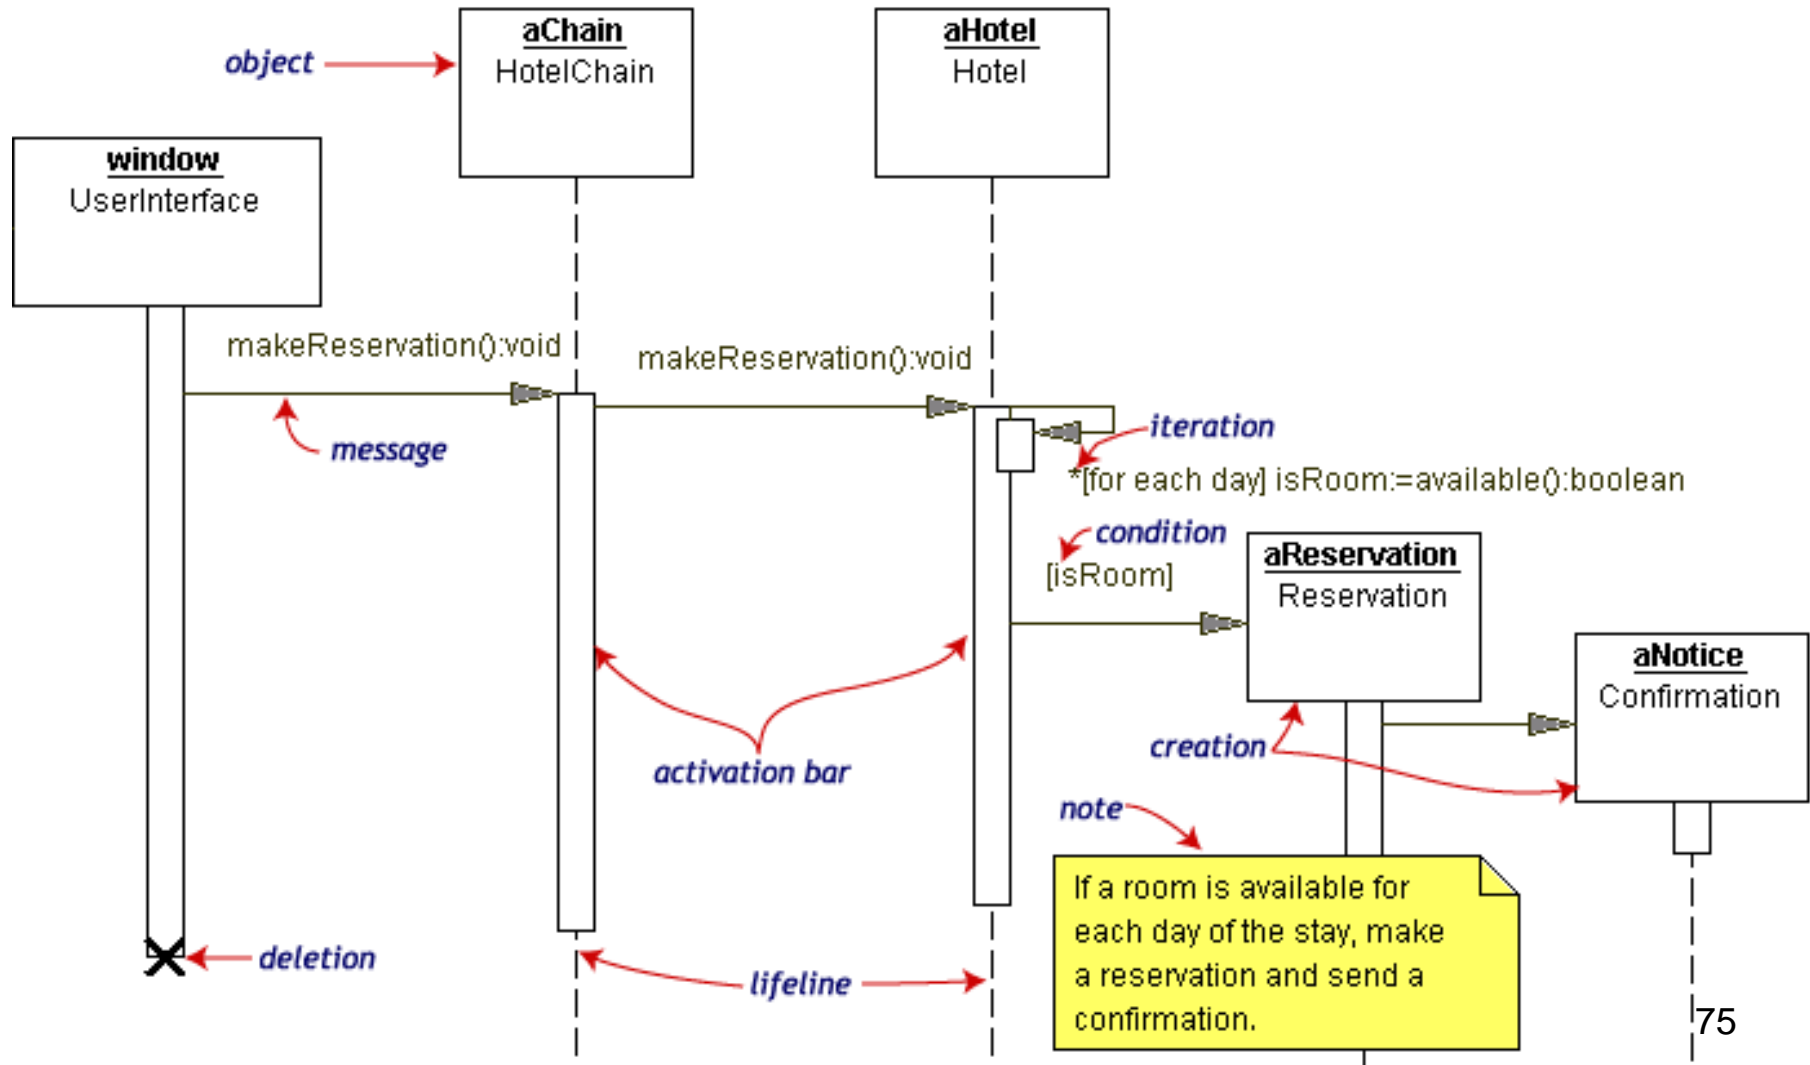 aChain
HotelChain
aHotel
Hotel
object
window
UserInterface
makeReservation():void
makeReservation():void
message
iteration
*[for each day] isRoom:=available():boolean
condition
[isRoom]
aReservation
Reservation
aNotice
Confirmation
activation bar
creation
note
If a room is available for
each day of the stay, make
a reservation and send a
confirmation.
deletion
lifeline
75